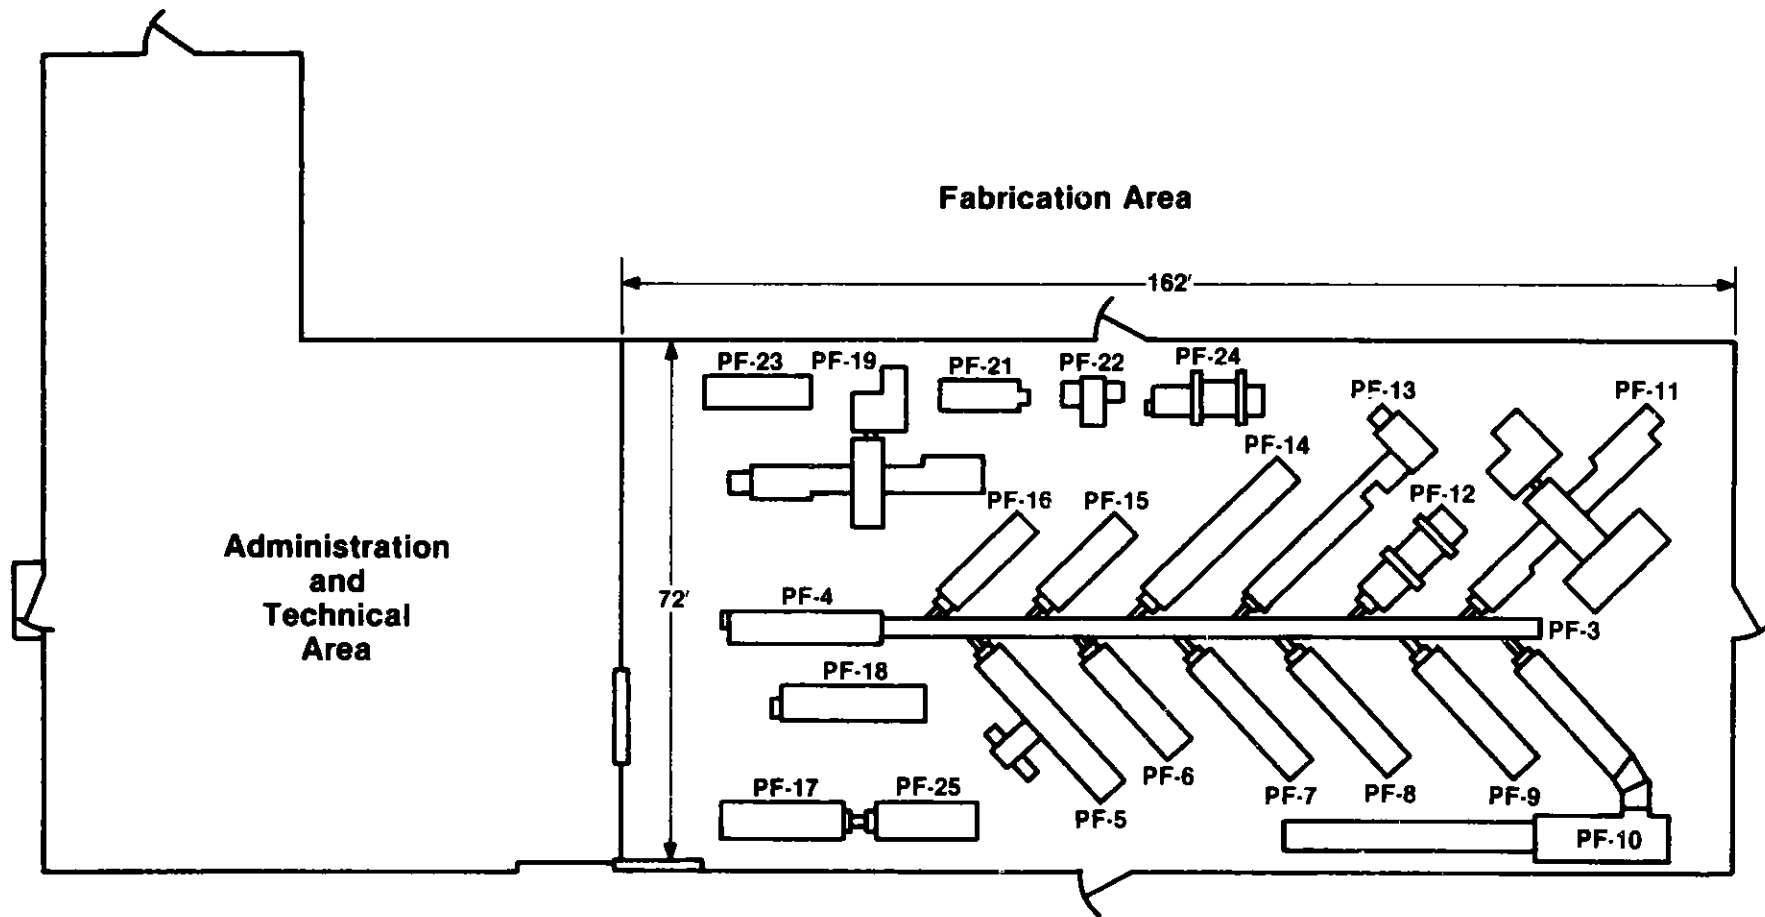 Fabrication Area
162'
PF-23
PF-19
PF-21
PF-22
PF-24
PF-13
PF-11
PF-14
PF-16
PF-15
PF-12
Administration
and
Technical
Area
72'
PF-4
PF-3
PF-18
PF-6
PF-17
PF-25
PF-5
PF-7
PF-8
PF-9
PF-10